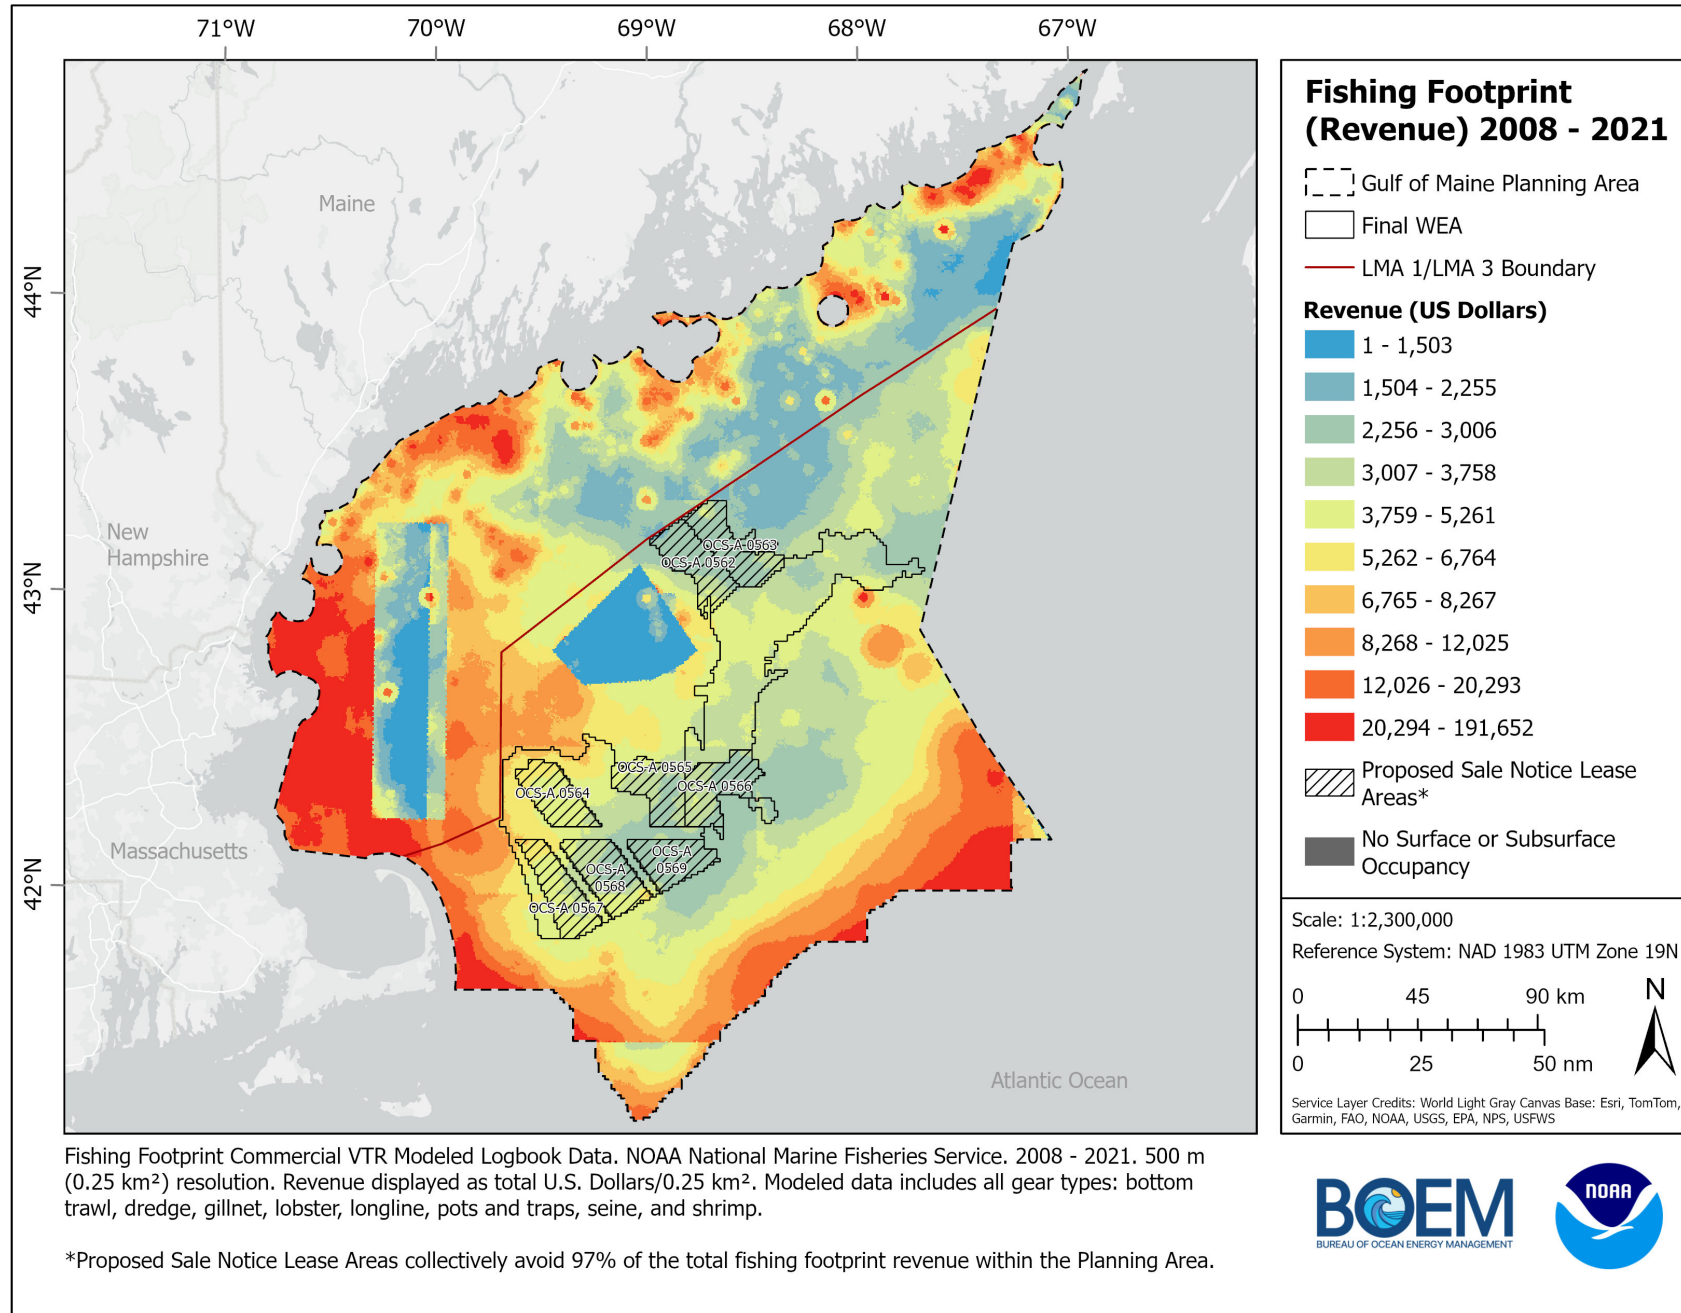 71°W
70°W
69°W
68°W
67°W
44°N
43°N
42°N
Maine
New
Hampshire
Massachusetts
Atlantic Ocean
OCS-A 0563
OCS-A 0562
OCS-A 0565
OCS-A 0566
OCS-A 0564
OCS-A
0569
OCS-A
0568
OCS-A 0567
Fishing Footprint
(Revenue) 2008 - 2021
Gulf of Maine Planning Area
Final WEA
LMA 1/LMA 3 Boundary
Revenue (US Dollars)
1 - 1,503
1,504 - 2,255
2,256 - 3,006
3,007 - 3,758
3,759 - 5,261
5,262 - 6,764
6,765 - 8,267
8,268 - 12,025
12,026 - 20,293
20,294 - 191,652
Proposed Sale Notice Lease
Areas*
No Surface or Subsurface
Occupancy
Scale: 1:2,300,000
Reference System: NAD 1983 UTM Zone 19N
0 45 90 km
N
0 25 50 nm
Service Layer Credits: World Light Gray Canvas Base: Esri, TomTom,
Garmin, FAO, NOAA, USGS, EPA, NPS, USFWS
Fishing Footprint Commercial VTR Modeled Logbook Data. NOAA National Marine Fisheries Service. 2008 - 2021. 500 m
(0.25 km²) resolution. Revenue displayed as total U.S. Dollars/0.25 km². Modeled data includes all gear types: bottom
trawl, dredge, gillnet, lobster, longline, pots and traps, seine, and shrimp.
*Proposed Sale Notice Lease Areas collectively avoid 97% of the total fishing footprint revenue within the Planning Area.
BOEM
BUREAU OF OCEAN ENERGY MANAGEMENT
NOAA